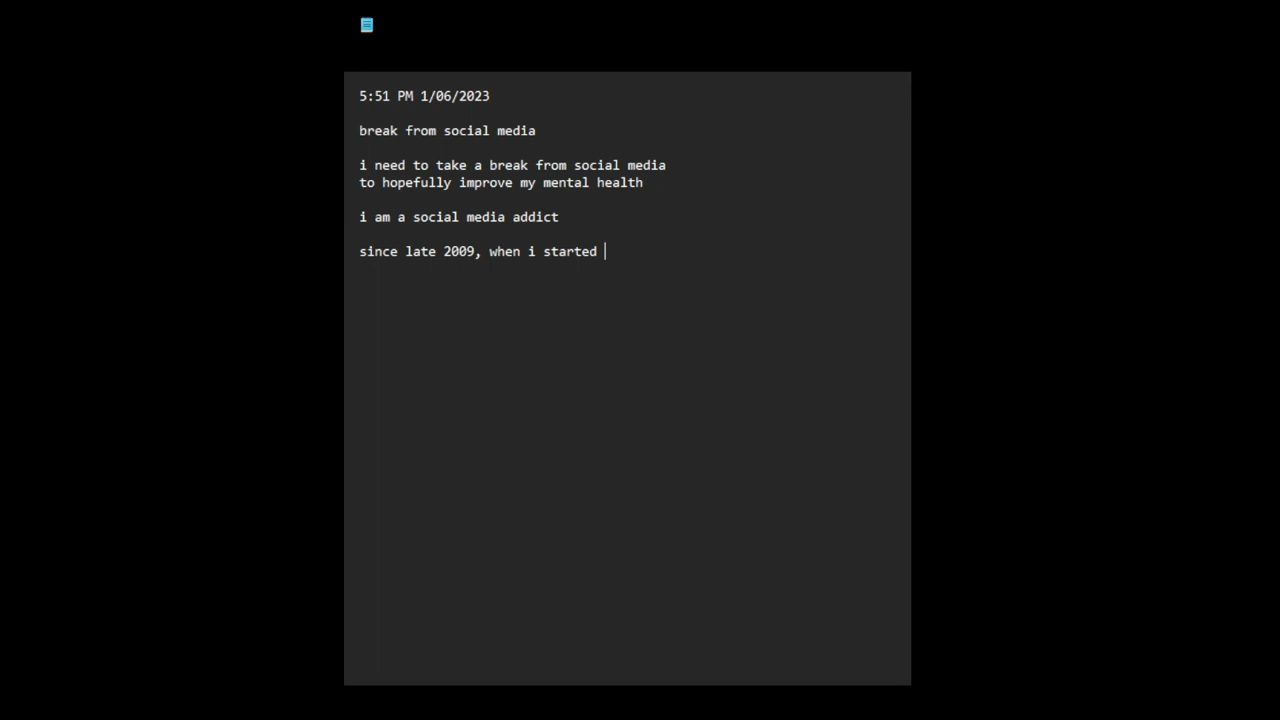 5:51 PM 1/06/2023
break from social media
i need to take a break from social media
to hopefully improve my mental health
i am a social media addict
since late 2009, when i started